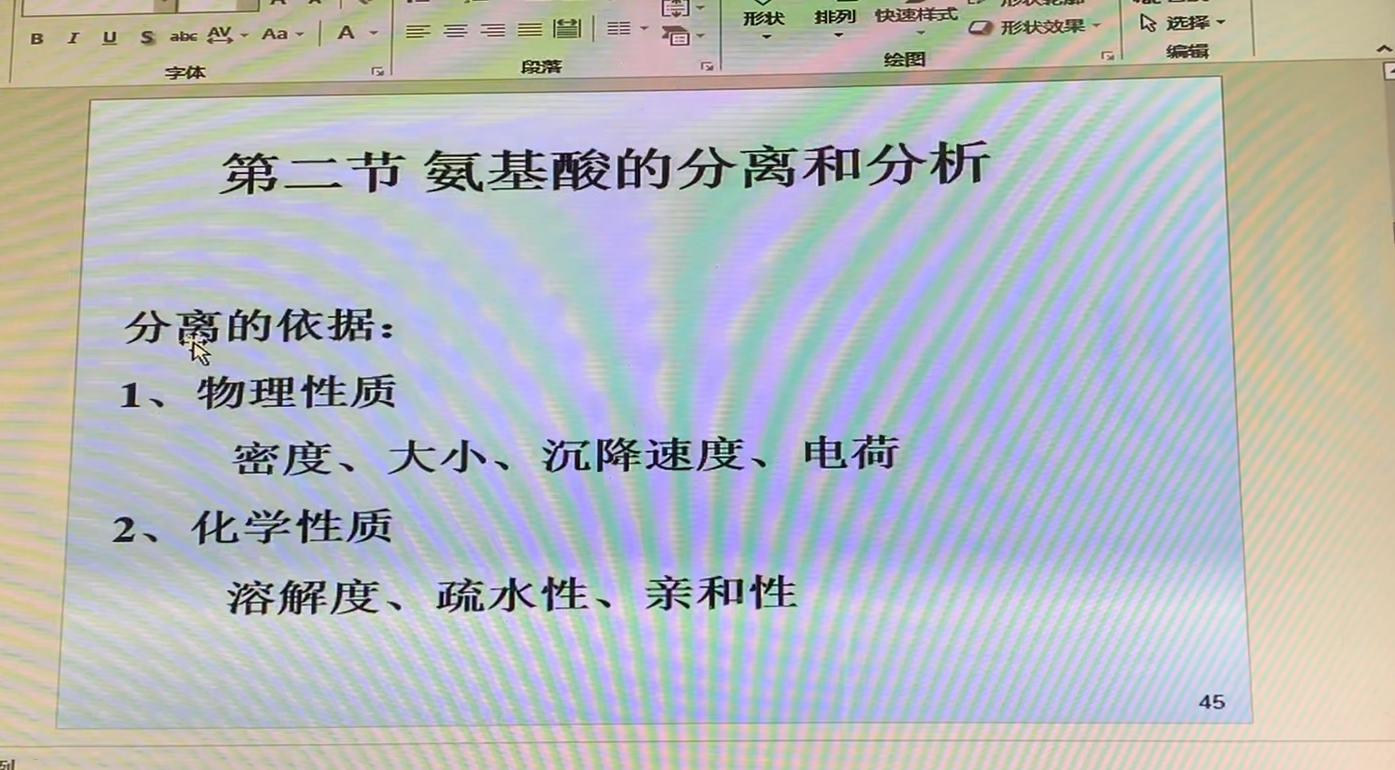 B I U S abc AV Aa A
形状 排列 快速样式 形状效果 选择
字体 段落 绘图 编辑
第二节 氨基酸的分离和分析
分离的依据：
1、物理性质
密度、大小、沉降速度、电荷
2、化学性质
溶解度、疏水性、亲和性
45